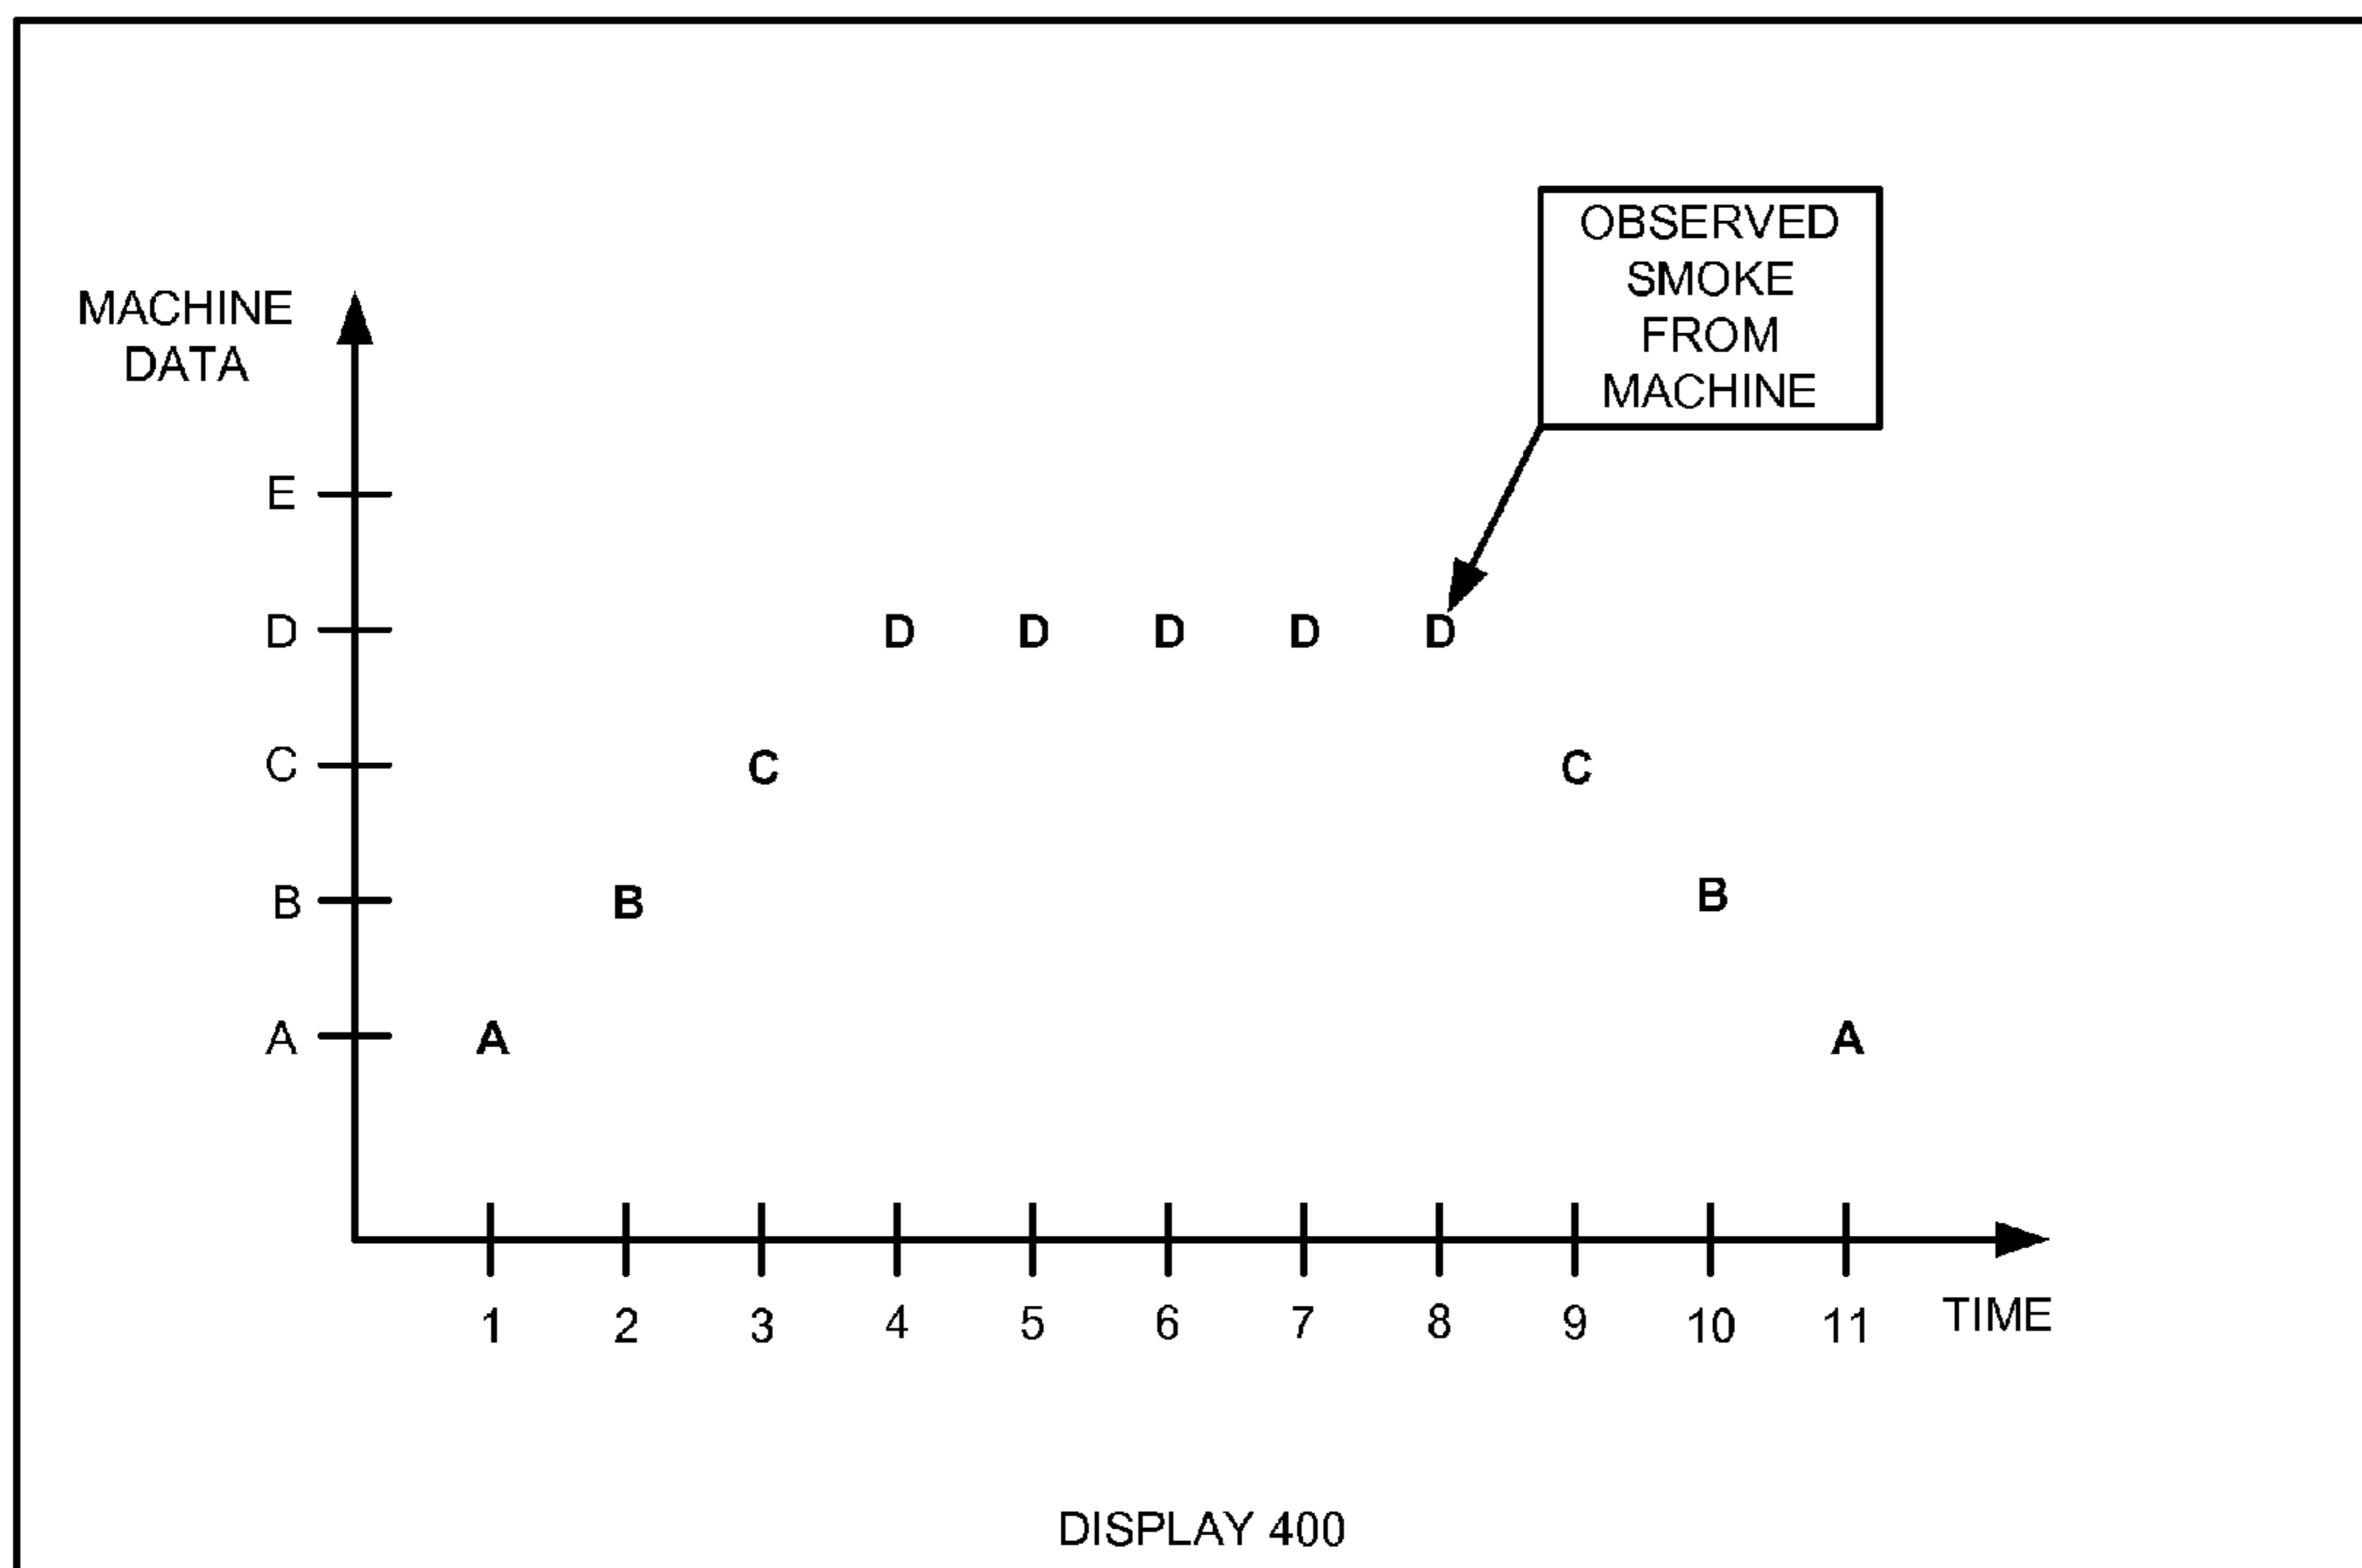 OBSERVED
SMOKE
FROM
MACHINE
MACHINE
DATA
E
D
D D D D D
C
C C
B
B B
A
A A
1 2 3 4 5 6 7 8 9 10 11 TIME
DISPLAY 400